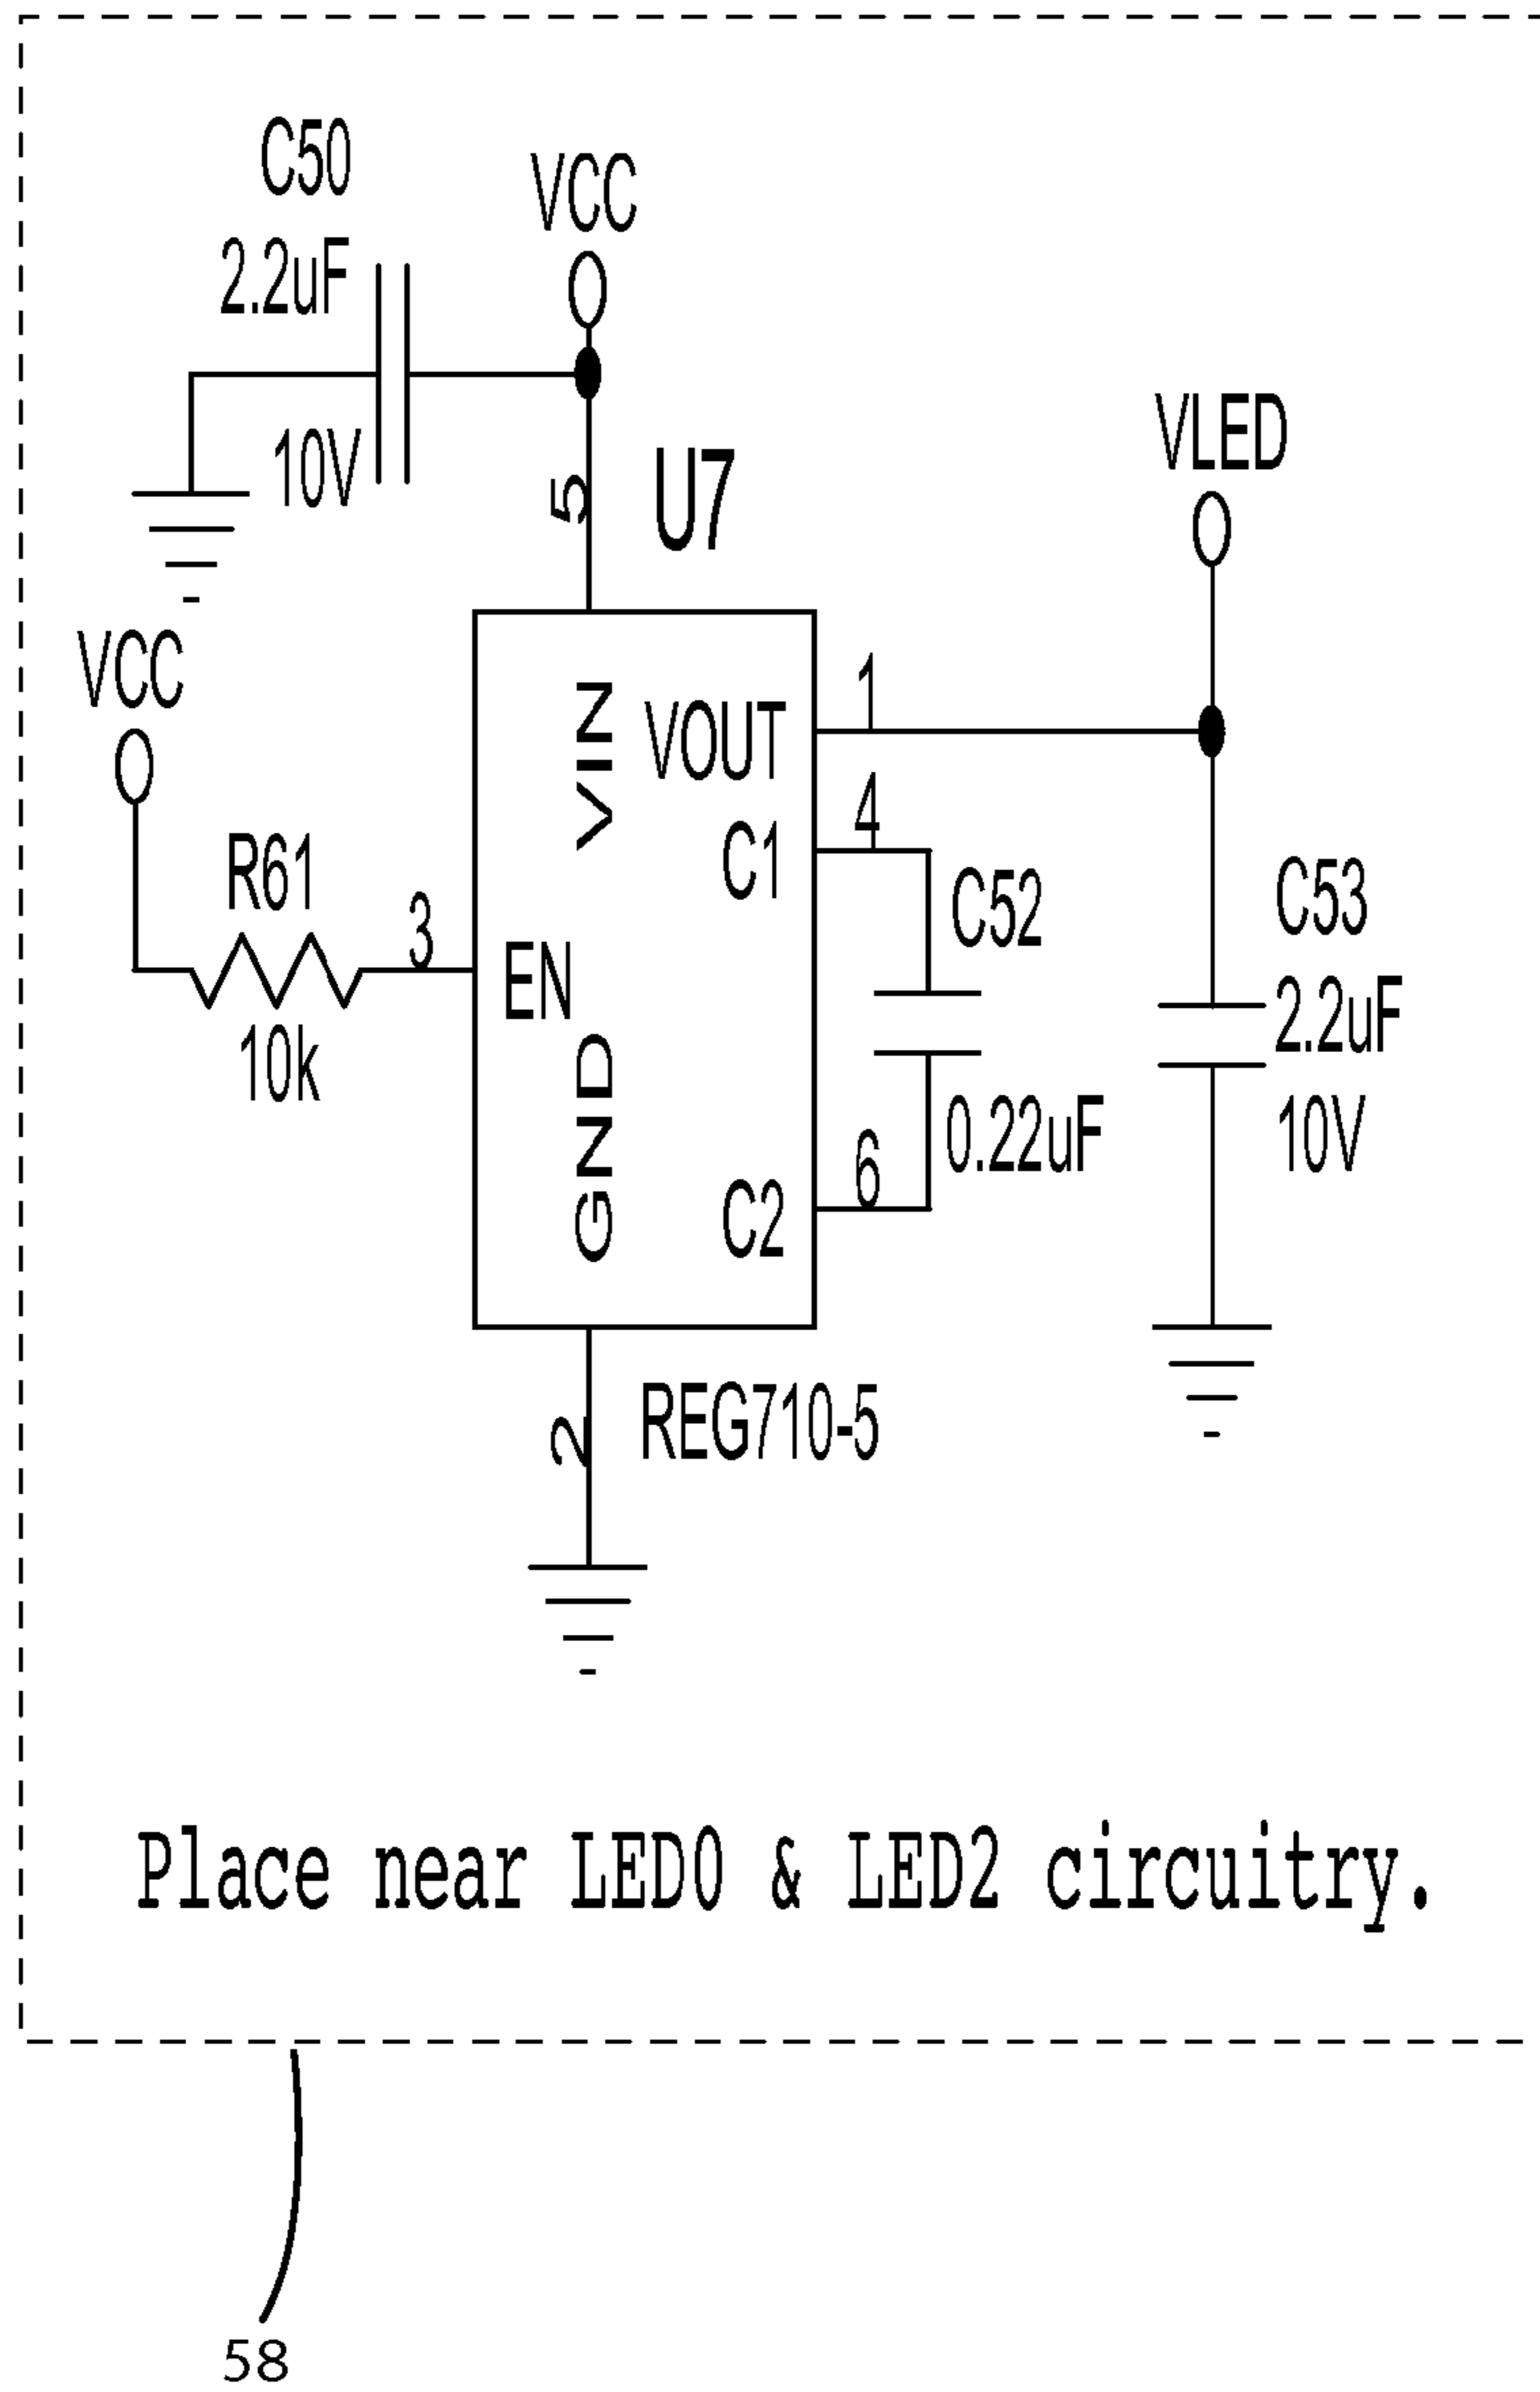 C50
2.2uF
10V
VCC
5
U7
VLED
VCC
R61
10k
3
VIN
VOUT
1
C1
4
EN
GND
C2
6
C52
0.22uF
C53
2.2uF
10V
2
REG710-5
Place near LED0 & LED2 circuitry.
58